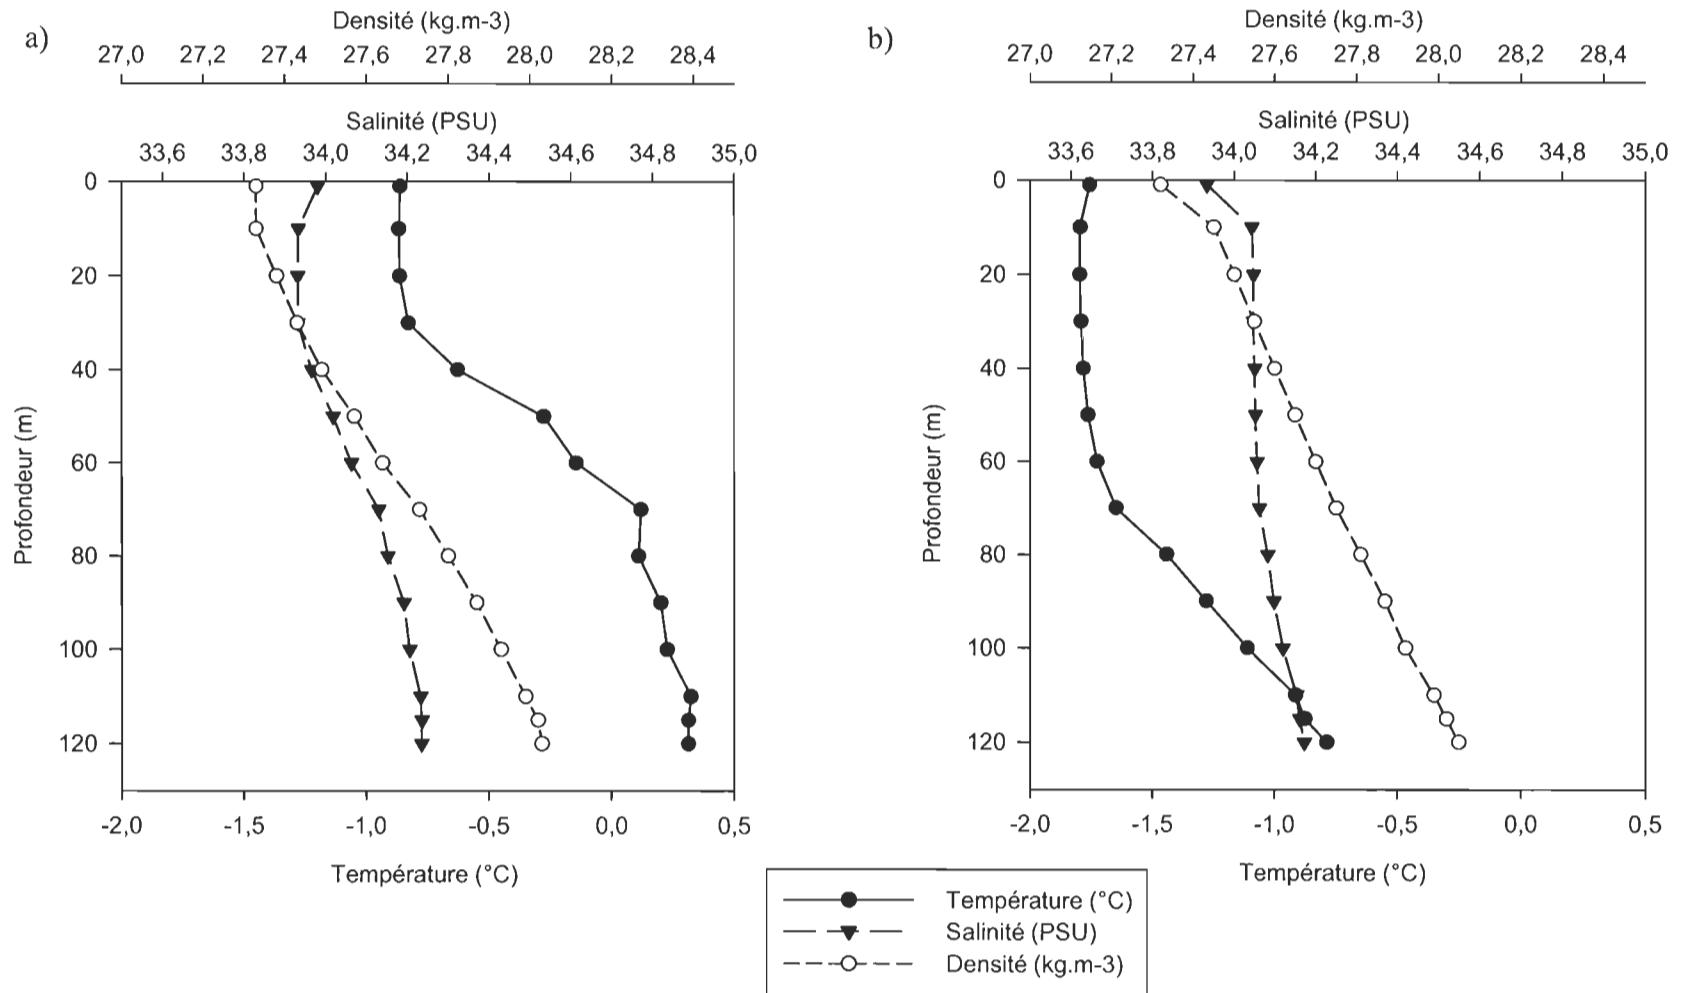 a)
Densité (kg.m-3)
27,0 27,2 27,4 27,6 27,8 28,0 28,2 28,4
Salinité (PSU)
33,6 33,8 34,0 34,2 34,4 34,6 34,8 35,0
0
20
40
60
80
100
120
Profondeur (m)
-2,0 -1,5 -1,0 -0,5 0,0 0,5
Température (°C)
b)
Densité (kg.m-3)
27,0 27,2 27,4 27,6 27,8 28,0 28,2 28,4
Salinité (PSU)
33,6 33,8 34,0 34,2 34,4 34,6 34,8 35,0
0
20
40
60
80
100
120
Profondeur (m)
-2,0 -1,5 -1,0 -0,5 0,0 0,5
Température (°C)
Température (°C)
Salinité (PSU)
Densité (kg.m-3)